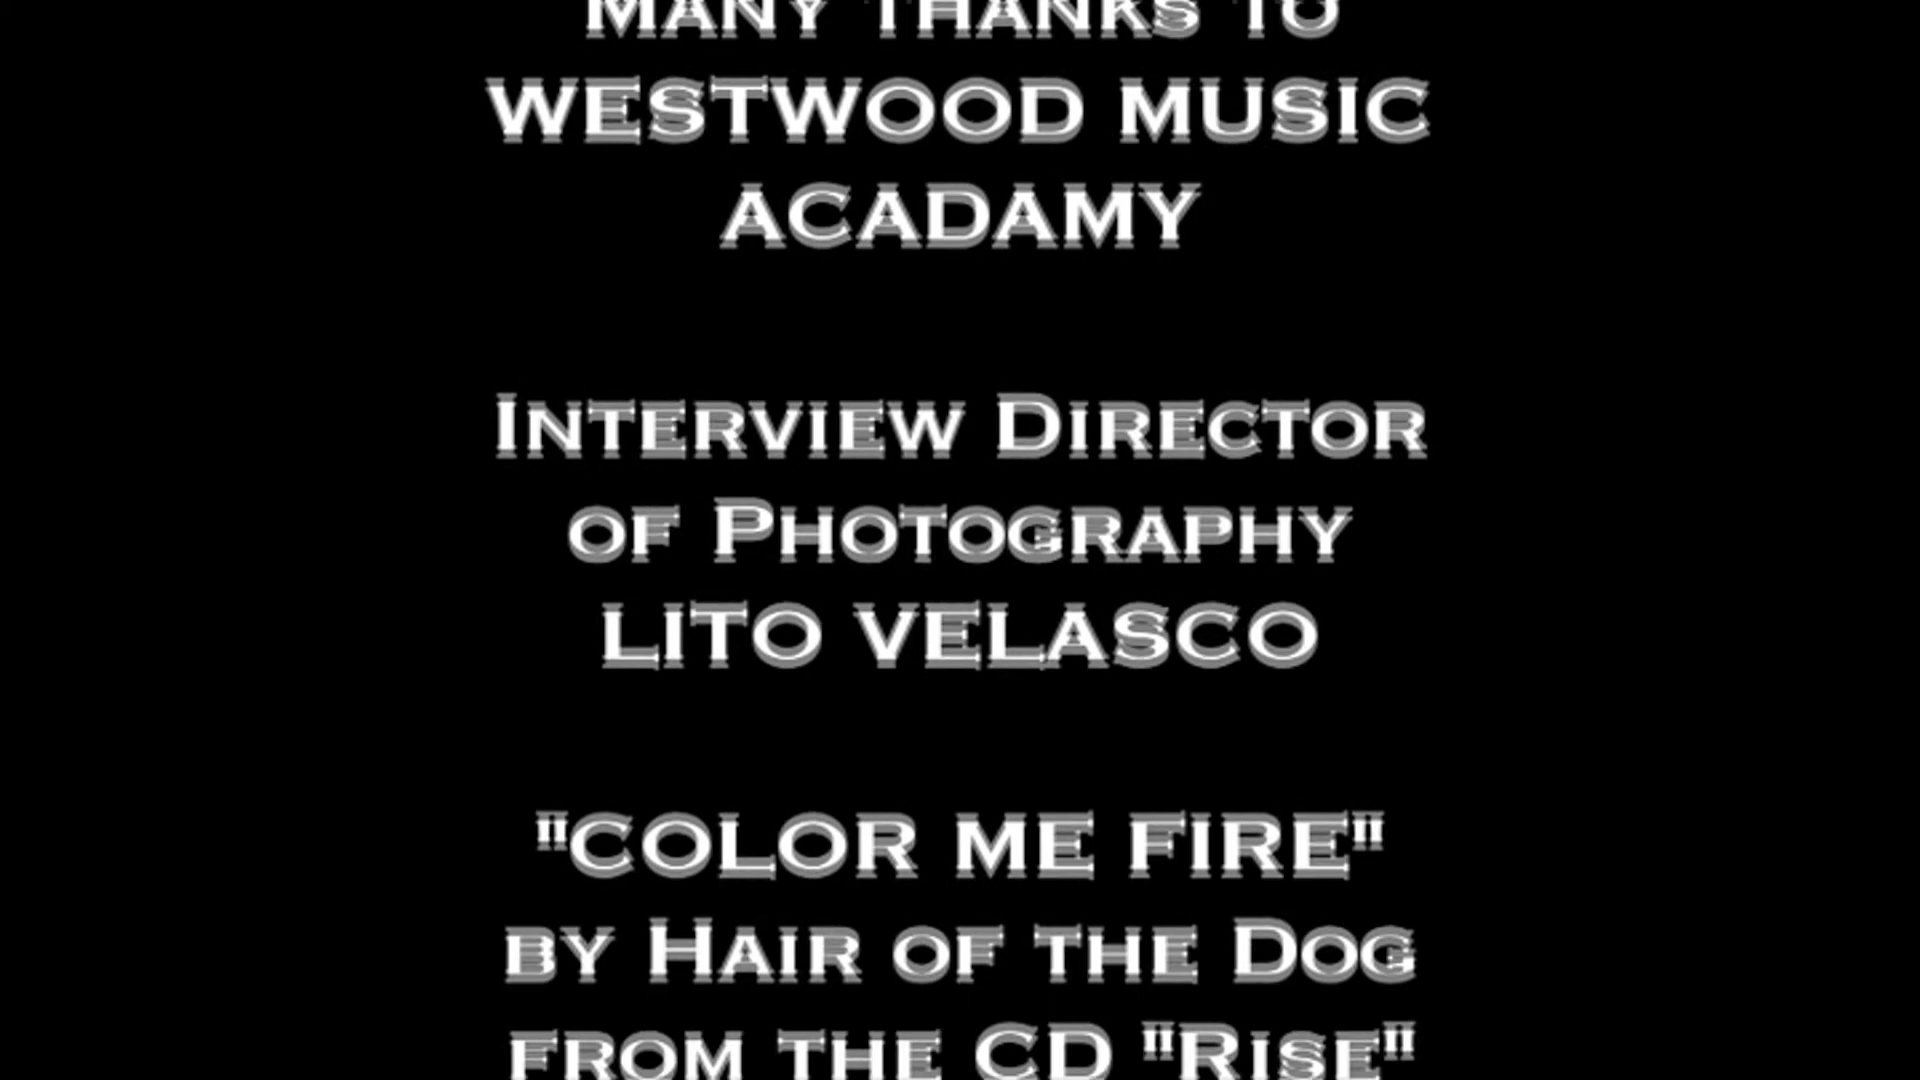 Many Thanks to
WESTWOOD MUSIC
ACADAMY
Interview Director
of Photography
LITO VELASCO
"COLOR ME FIRE"
by Hair of the Dog
from the CD "Rise"